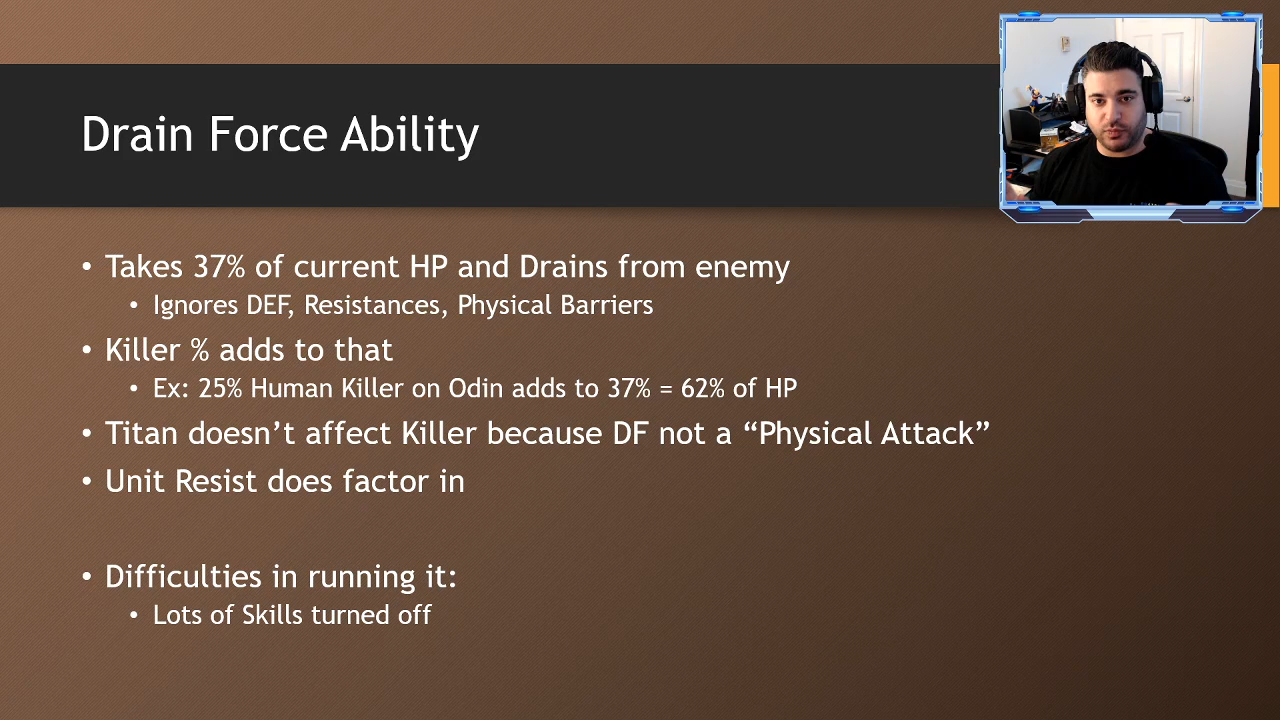 Drain Force Ability
• Takes 37% of current HP and Drains from enemy
• Ignores DEF, Resistances, Physical Barriers
• Killer % adds to that
• Ex: 25% Human Killer on Odin adds to 37% = 62% of HP
• Titan doesn’t affect Killer because DF not a “Physical Attack”
• Unit Resist does factor in
• Difficulties in running it:
• Lots of Skills turned off